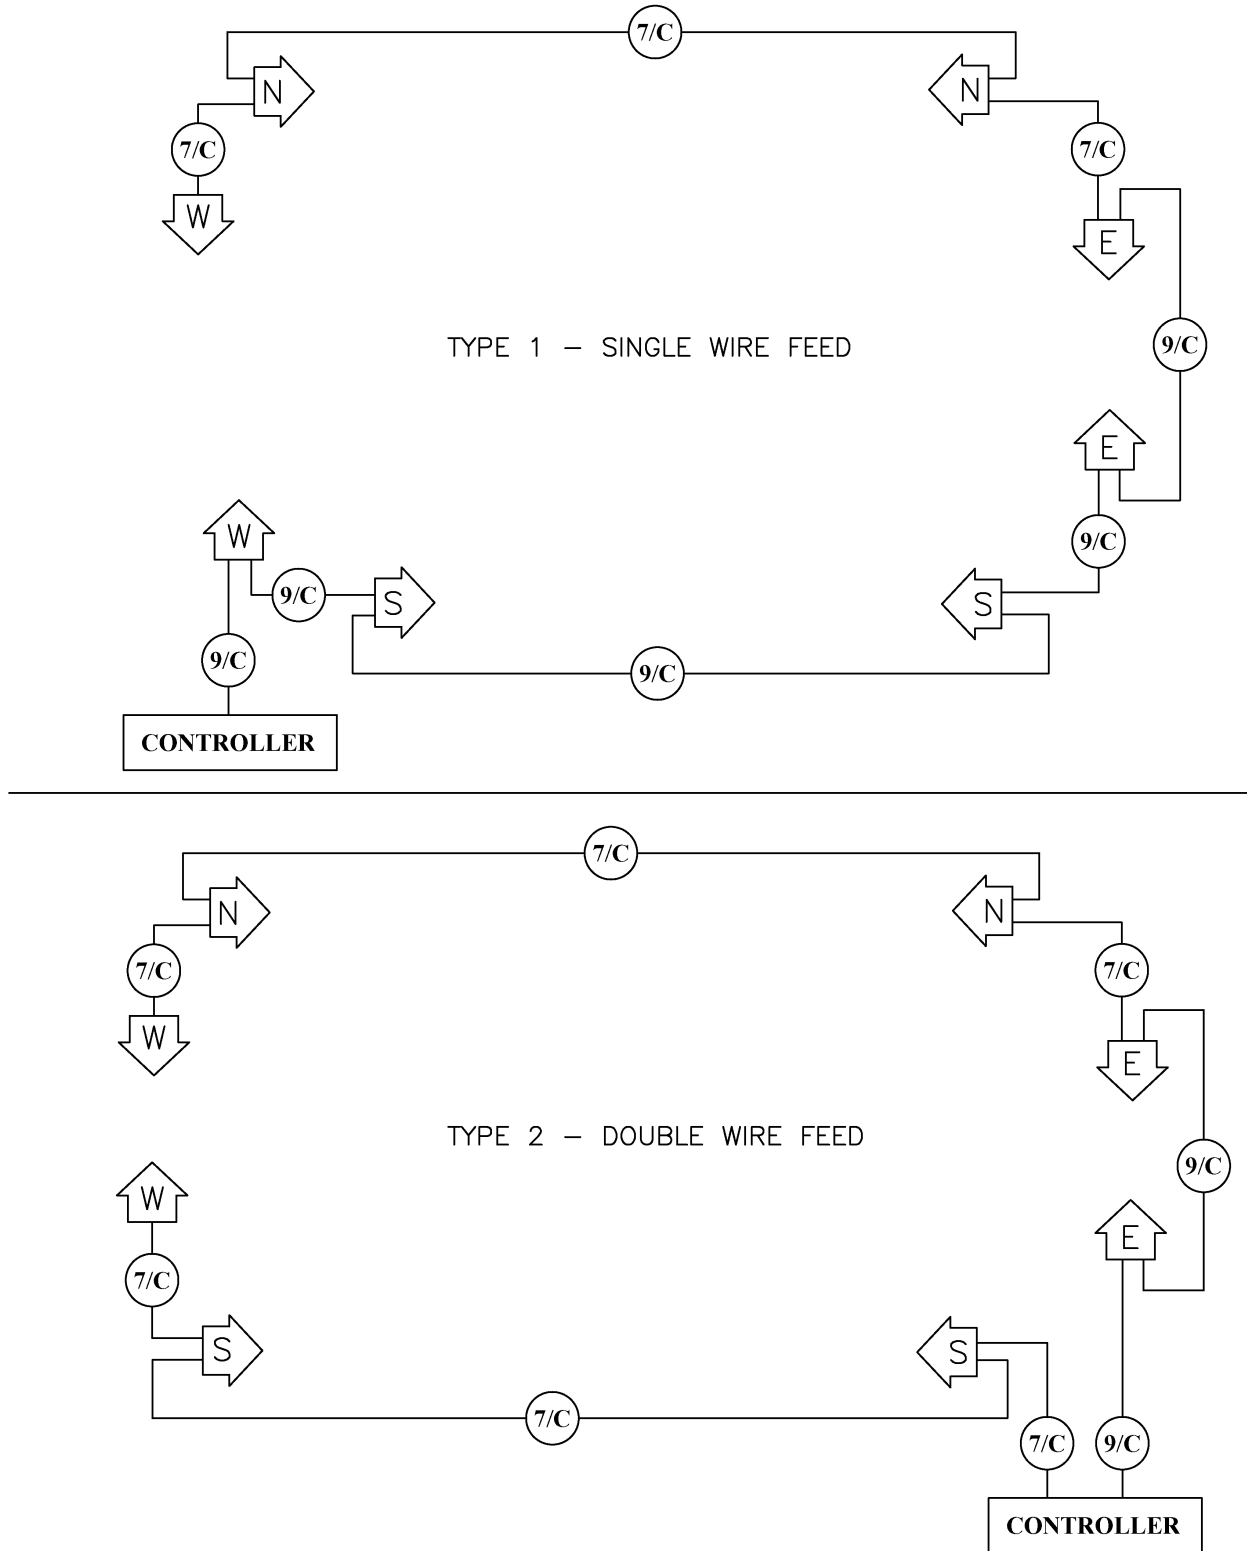 7/C
N
N
7/C
7/C
W
E
TYPE 1 – SINGLE WIRE FEED
9/C
E
W
9/C
9/C
S
S
9/C
9/C
CONTROLLER
7/C
N
N
7/C
7/C
W
E
TYPE 2 – DOUBLE WIRE FEED
9/C
W
E
7/C
S
S
7/C
7/C
9/C
CONTROLLER